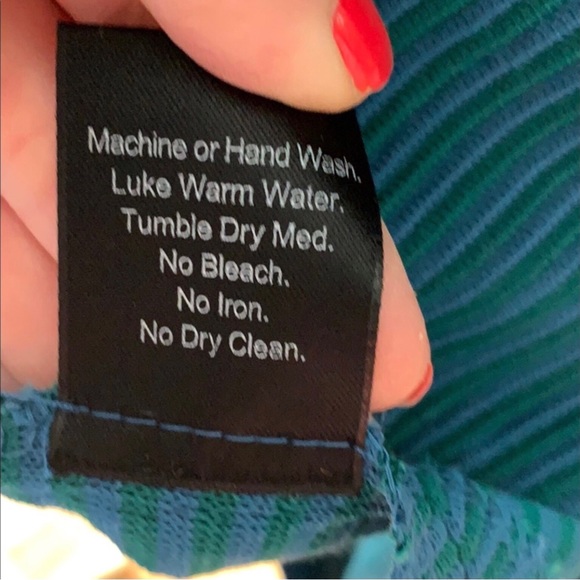 Machine or Hand Wash.
Luke Warm Water.
Tumble Dry Med.
No Bleach.
No Iron.
No Dry Clean.